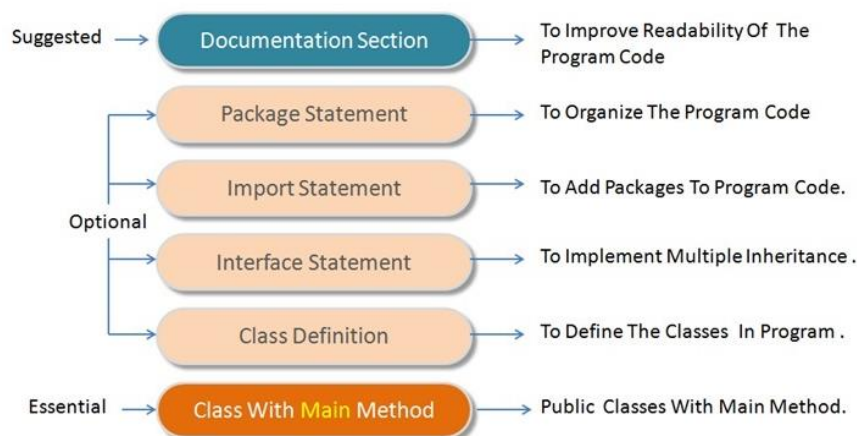 Suggested
Documentation Section
To Improve Readability Of The
Program Code
Package Statement
To Organize The Program Code
Import Statement
To Add Packages To Program Code.
Optional
Interface Statement
To Implement Multiple Inheritance .
Class Definition
To Define The Classes In Program .
Essential
Class With Main Method
Public Classes With Main Method.